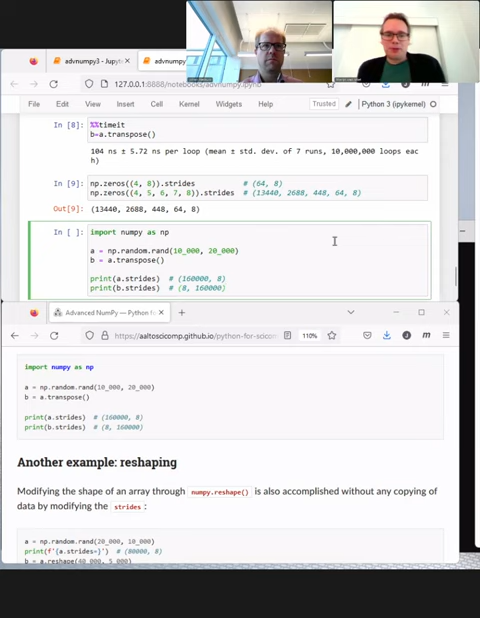 advnumpy3 - Jupyt
advnumpy
127.0.0.1:8888/notebooks/advnumpy.ipynb
File Edit View Insert Cell Kernel Widgets Help
Trusted
Python 3 (ipykernel)
In [8]: %%timeit
b=a.transpose()
104 ns ± 5.72 ns per loop (mean ± std. dev. of 7 runs, 10,000,000 loops eac
h)
In [9]: np.zeros((4, 8)).strides # (64, 8)
np.zeros((4, 5, 6, 7, 8)).strides # (13440, 2688, 448, 64, 8)
Out[9]: (13440, 2688, 448, 64, 8)
In [ ]: import numpy as np
a = np.random.rand(10_000, 20_000)
b = a.transpose()
print(a.strides) # (160000, 8)
print(b.strides) # (8, 160000)
Advanced NumPy — Python f
https://aaltoscicomp.github.io/python-for-scicomp
110%
import numpy as np
a = np.random.rand(10_000, 20_000)
b = a.transpose()
print(a.strides) # (160000, 8)
print(b.strides) # (8, 160000)
Another example: reshaping
Modifying the shape of an array through numpy.reshape() is also accomplished without any copying of
data by modifying the strides :
a = np.random.rand(20_000, 10_000)
print(f'{a.strides=}') # (80000, 8)
b = a.reshape(40_000, 5_000)